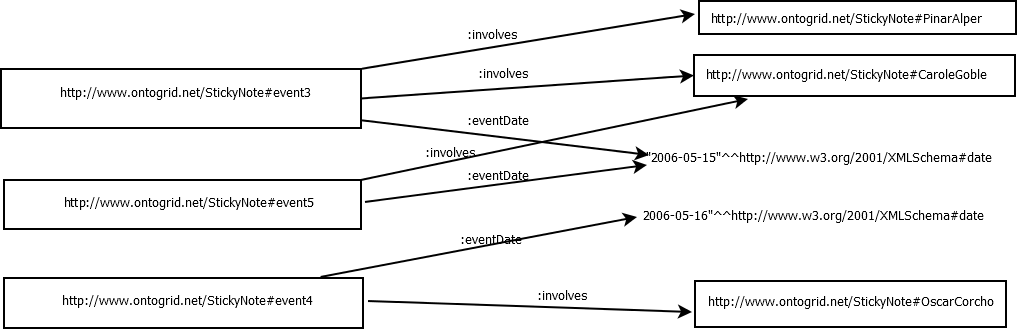 :involves
http://www.ontogrid.net/StickyNote#PinarAlper
:involves
http://www.ontogrid.net/StickyNote#CaroleGoble
http://www.ontogrid.net/StickyNote#event3
:eventDate
:involves
"2006-05-15"^^http://www.w3.org/2001/XMLSchema#date
:eventDate
http://www.ontogrid.net/StickyNote#event5
2006-05-16"^^http://www.w3.org/2001/XMLSchema#date
:eventDate
http://www.ontogrid.net/StickyNote#event4
:involves
http://www.ontogrid.net/StickyNote#OscarCorcho